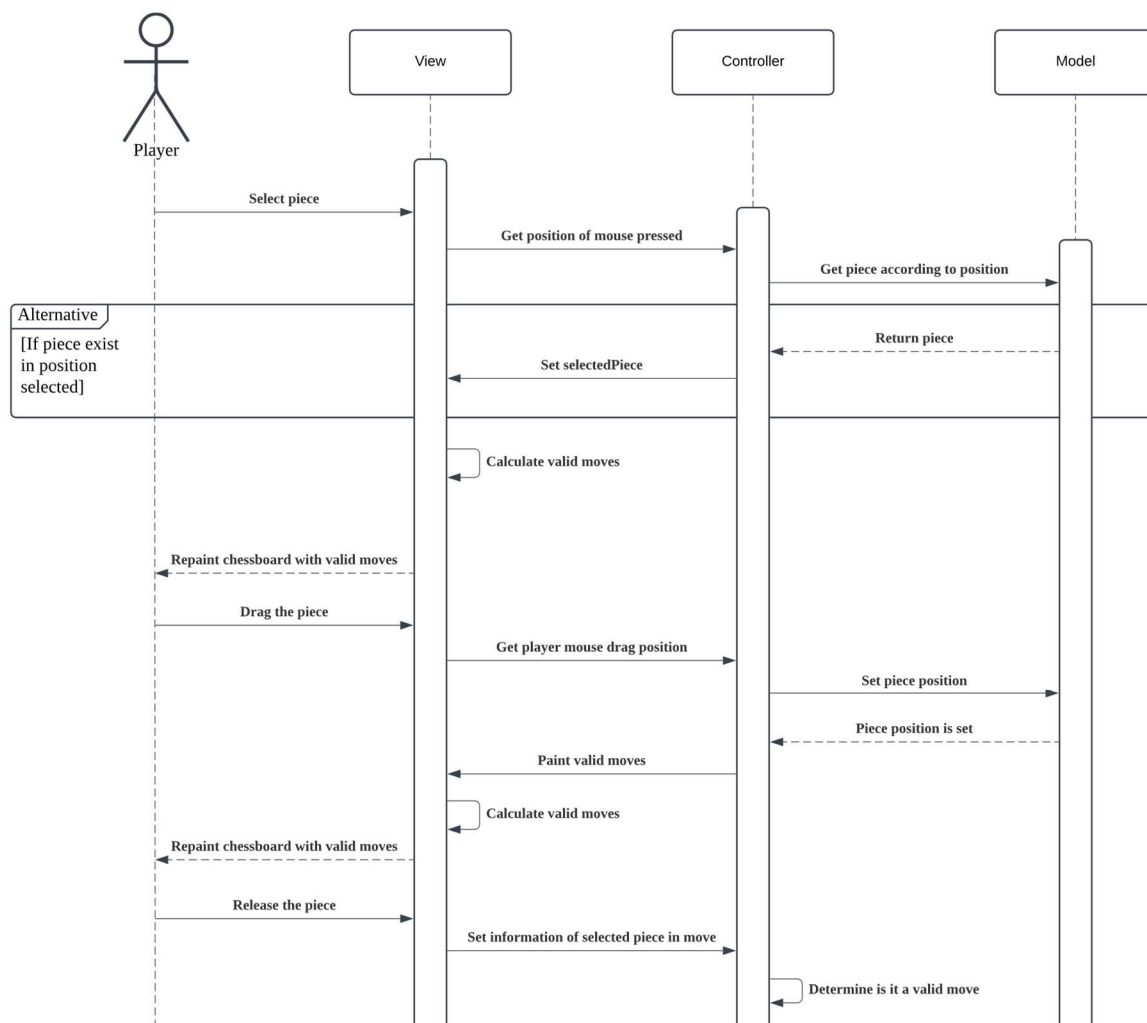 View
Controller
Model
Player
Select piece
Get position of mouse pressed
Get piece according to position
Alternative
[If piece exist
in position
selected]
Return piece
Set selectedPiece
Calculate valid moves
Repaint chessboard with valid moves
Drag the piece
Get player mouse drag position
Set piece position
Piece position is set
Paint valid moves
Calculate valid moves
Repaint chessboard with valid moves
Release the piece
Set information of selected piece in move
Determine is it a valid move